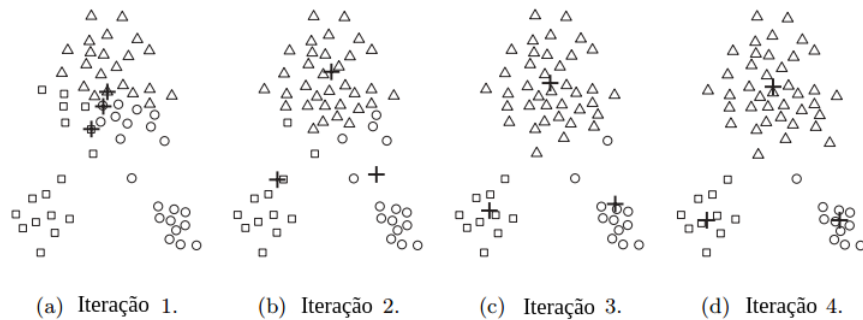 (a) Iteração 1.
(b) Iteração 2.
(c) Iteração 3.
(d) Iteração 4.